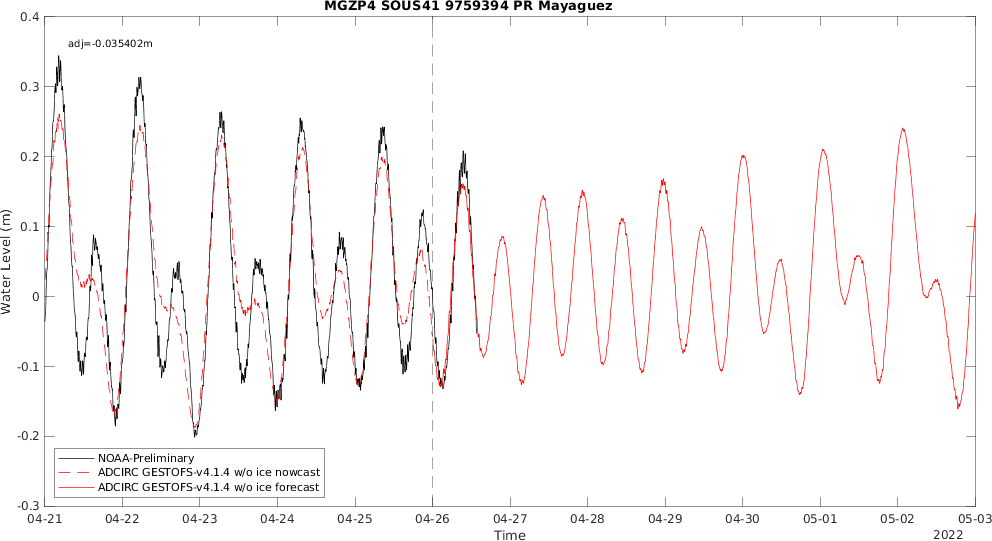 MGZP4 SOUS41 9759394 PR Mayaguez
adj=-0.035402m
0.4
0.3
0.2
0.1
0
-0.1
-0.2
-0.3
Water Level (m)
NOAA-Preliminary
ADCIRC GESTOFS-v4.1.4 w/o ice nowcast
ADCIRC GESTOFS-v4.1.4 w/o ice forecast
04-21 04-22 04-23 04-24 04-25 04-26 04-27 04-28 04-29 04-30 05-01 05-02 05-03
Time
2022